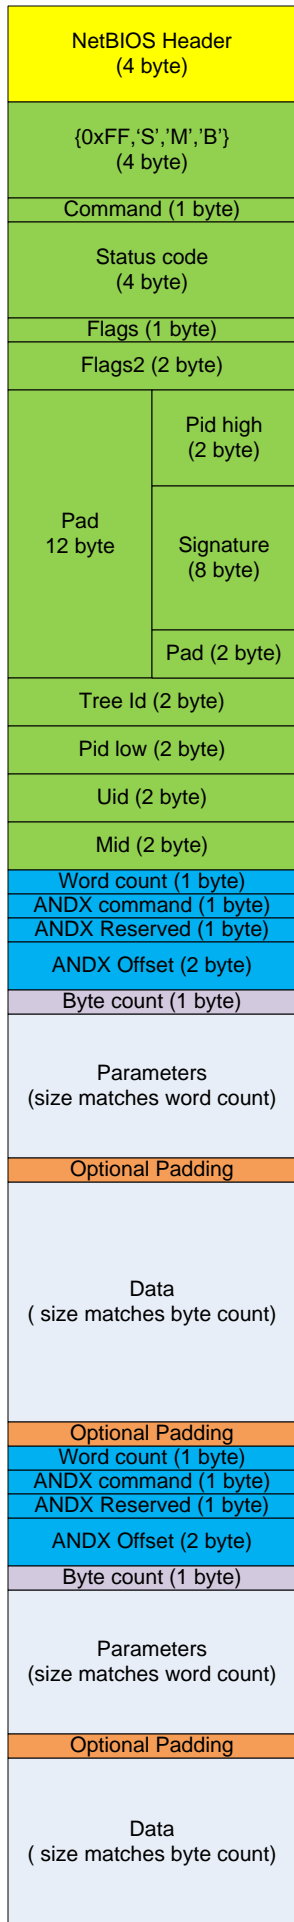 NetBIOS Header
(4 byte)
{0xFF,‘S’,’M’,’B’}
(4 byte)
Command (1 byte)
Status code
(4 byte)
Flags (1 byte)
Flags2 (2 byte)
Pad
12 byte
Pid high
(2 byte)
Signature
(8 byte)
Pad (2 byte)
Tree Id (2 byte)
Pid low (2 byte)
Uid (2 byte)
Mid (2 byte)
Word count (1 byte)
ANDX command (1 byte)
ANDX Reserved (1 byte)
ANDX Offset (2 byte)
Byte count (1 byte)
Parameters
(size matches word count)
Optional Padding
Data
( size matches byte count)
Optional Padding
Word count (1 byte)
ANDX command (1 byte)
ANDX Reserved (1 byte)
ANDX Offset (2 byte)
Byte count (1 byte)
Parameters
(size matches word count)
Optional Padding
Data
( size matches byte count)